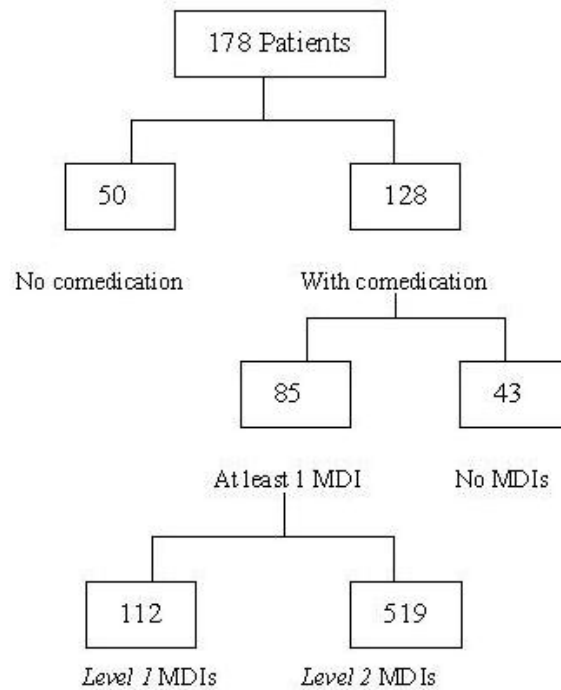 178 Patients
50
128
No comedication
With comedication
85
43
At least 1 MDI
No MDIs
112
519
Level 1 MDIs
Level 2 MDIs